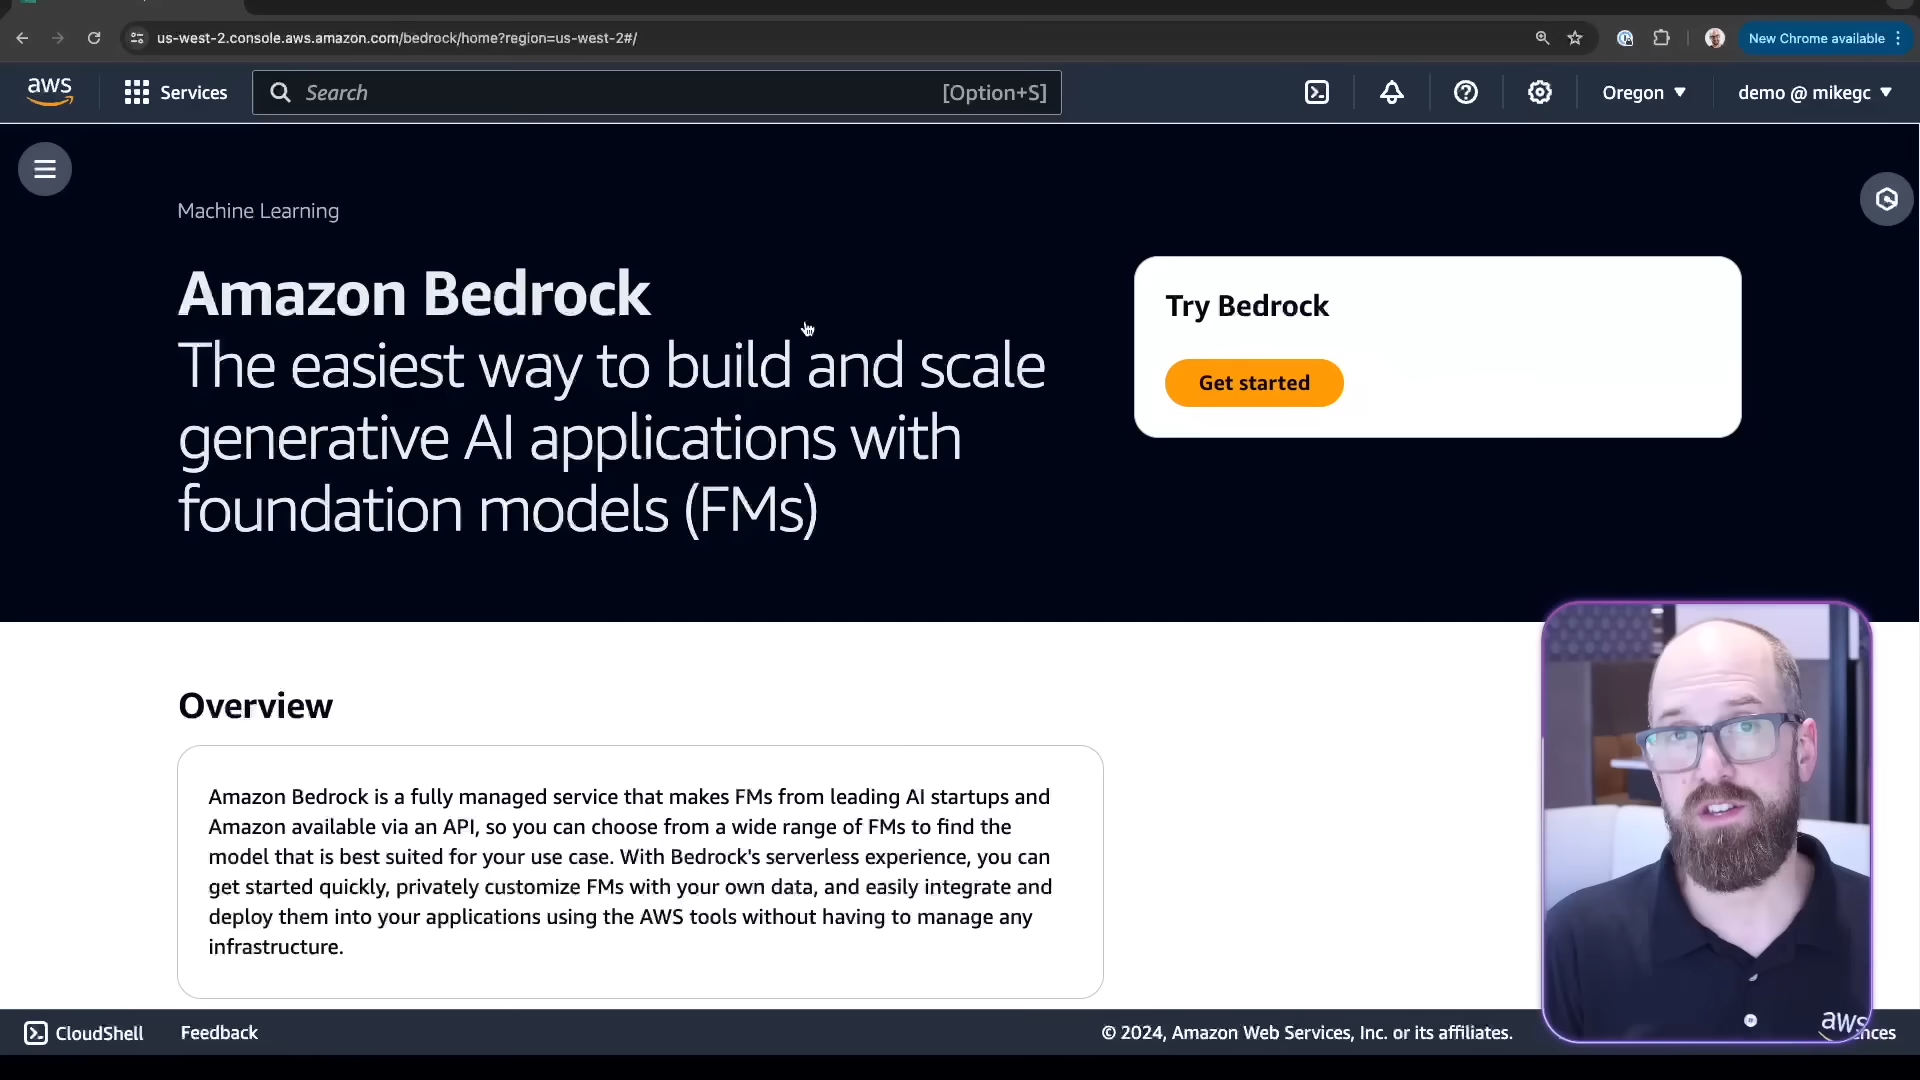 us-west-2.console.aws.amazon.com/bedrock/home?region=us-west-2#/
New Chrome available
aws
Services
Search
[Option+S]
Oregon
demo @ mikegc
Machine Learning
Amazon Bedrock
The easiest way to build and scale
generative AI applications with
foundation models (FMs)
Try Bedrock
Get started
Overview
Amazon Bedrock is a fully managed service that makes FMs from leading AI startups and
Amazon available via an API, so you can choose from a wide range of FMs to find the
model that is best suited for your use case. With Bedrock's serverless experience, you can
get started quickly, privately customize FMs with your own data, and easily integrate and
deploy them into your applications using the AWS tools without having to manage any
infrastructure.
CloudShell
Feedback
© 2024, Amazon Web Services, Inc. or its affiliates.
aws